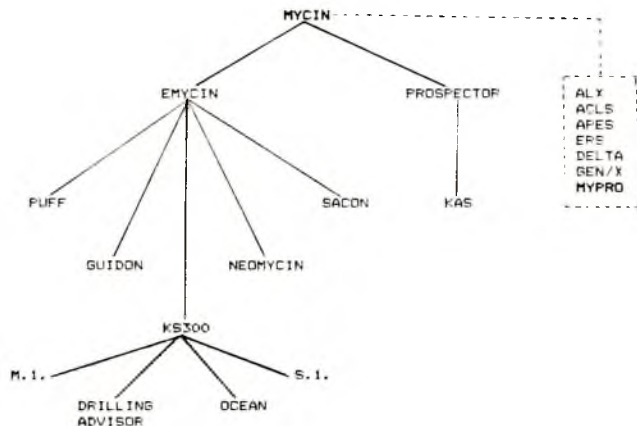 MYCIN
EMYCIN
PROSPECTOR
ALX
ACLS
APES
ERS
DELTA
GEN/X
MYPRO
PUFF
SACON
KAS
GUIDON
NEOMYCIN
KS300
M.1.
S.1.
DRILLING
ADVISOR
OCEAN